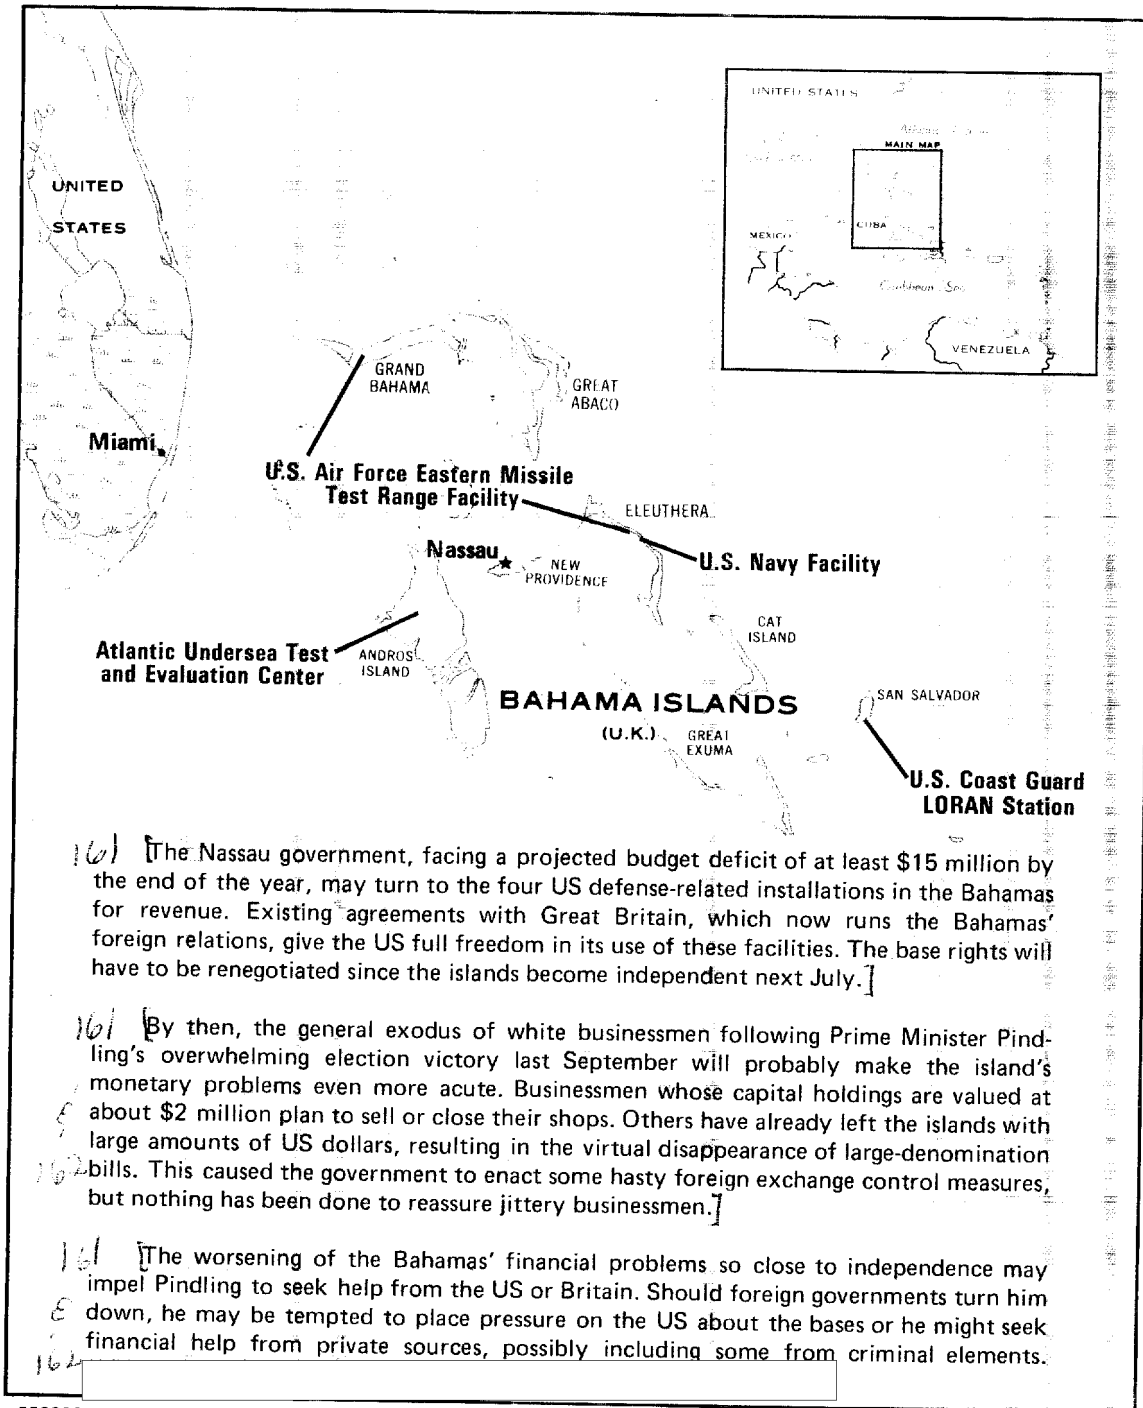 UNITED STATES
MAIN MAP
CUBA
MEXICO
Caribbean Sea
VENEZUELA
UNITED
STATES
GRAND
BAHAMA
GREAT
ABACO
Miami
U.S. Air Force Eastern Missile
Test Range Facility
ELEUTHERA
Nassau
NEW
PROVIDENCE
U.S. Navy Facility
CAT
ISLAND
Atlantic Undersea Test
and Evaluation Center
ANDROS
ISLAND
BAHAMA ISLANDS
(U.K.)
GREAT
EXUMA
SAN SALVADOR
U.S. Coast Guard
LORAN Station
161 [The Nassau government, facing a projected budget deficit of at least $15 million by
the end of the year, may turn to the four US defense-related installations in the Bahamas
for revenue. Existing agreements with Great Britain, which now runs the Bahamas'
foreign relations, give the US full freedom in its use of these facilities. The base rights will
have to be renegotiated since the islands become independent next July.]
161 [By then, the general exodus of white businessmen following Prime Minister Pind-
ling's overwhelming election victory last September will probably make the island's
monetary problems even more acute. Businessmen whose capital holdings are valued at
& about $2 million plan to sell or close their shops. Others have already left the islands with
large amounts of US dollars, resulting in the virtual disappearance of large-denomination
162 bills. This caused the government to enact some hasty foreign exchange control measures,
but nothing has been done to reassure jittery businessmen.]
161 [The worsening of the Bahamas' financial problems so close to independence may
impel Pindling to seek help from the US or Britain. Should foreign governments turn him
& down, he may be tempted to place pressure on the US about the bases or he might seek
financial help from private sources, possibly including some from criminal elements.
162